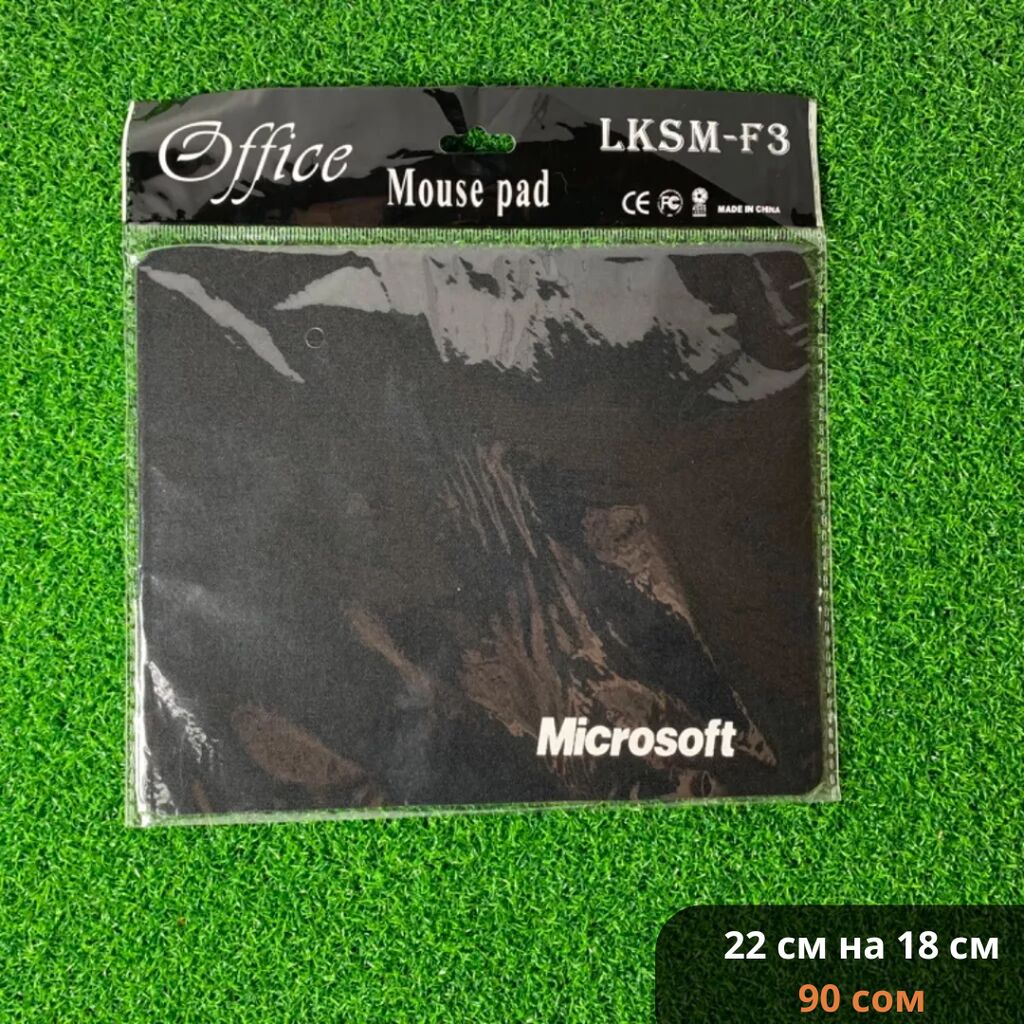 Office
Mouse pad
LKSM-F3
CE FC
MADE IN CHINA
Microsoft
22 см на 18 см
90 сом